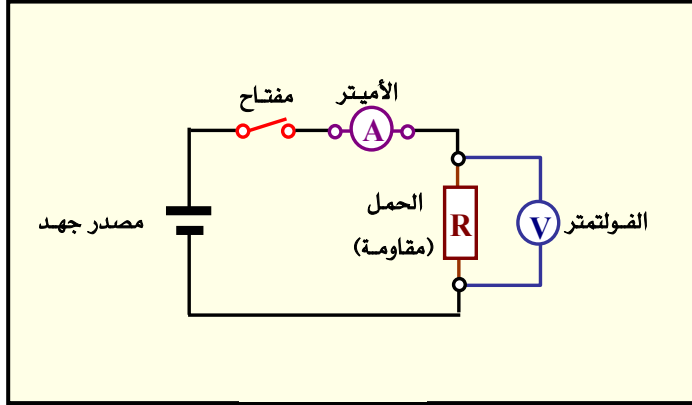 الأميتر
مفتاح
A
الحمل
(مقاومة)
R
V
الفولتمتر
مصدر جهد